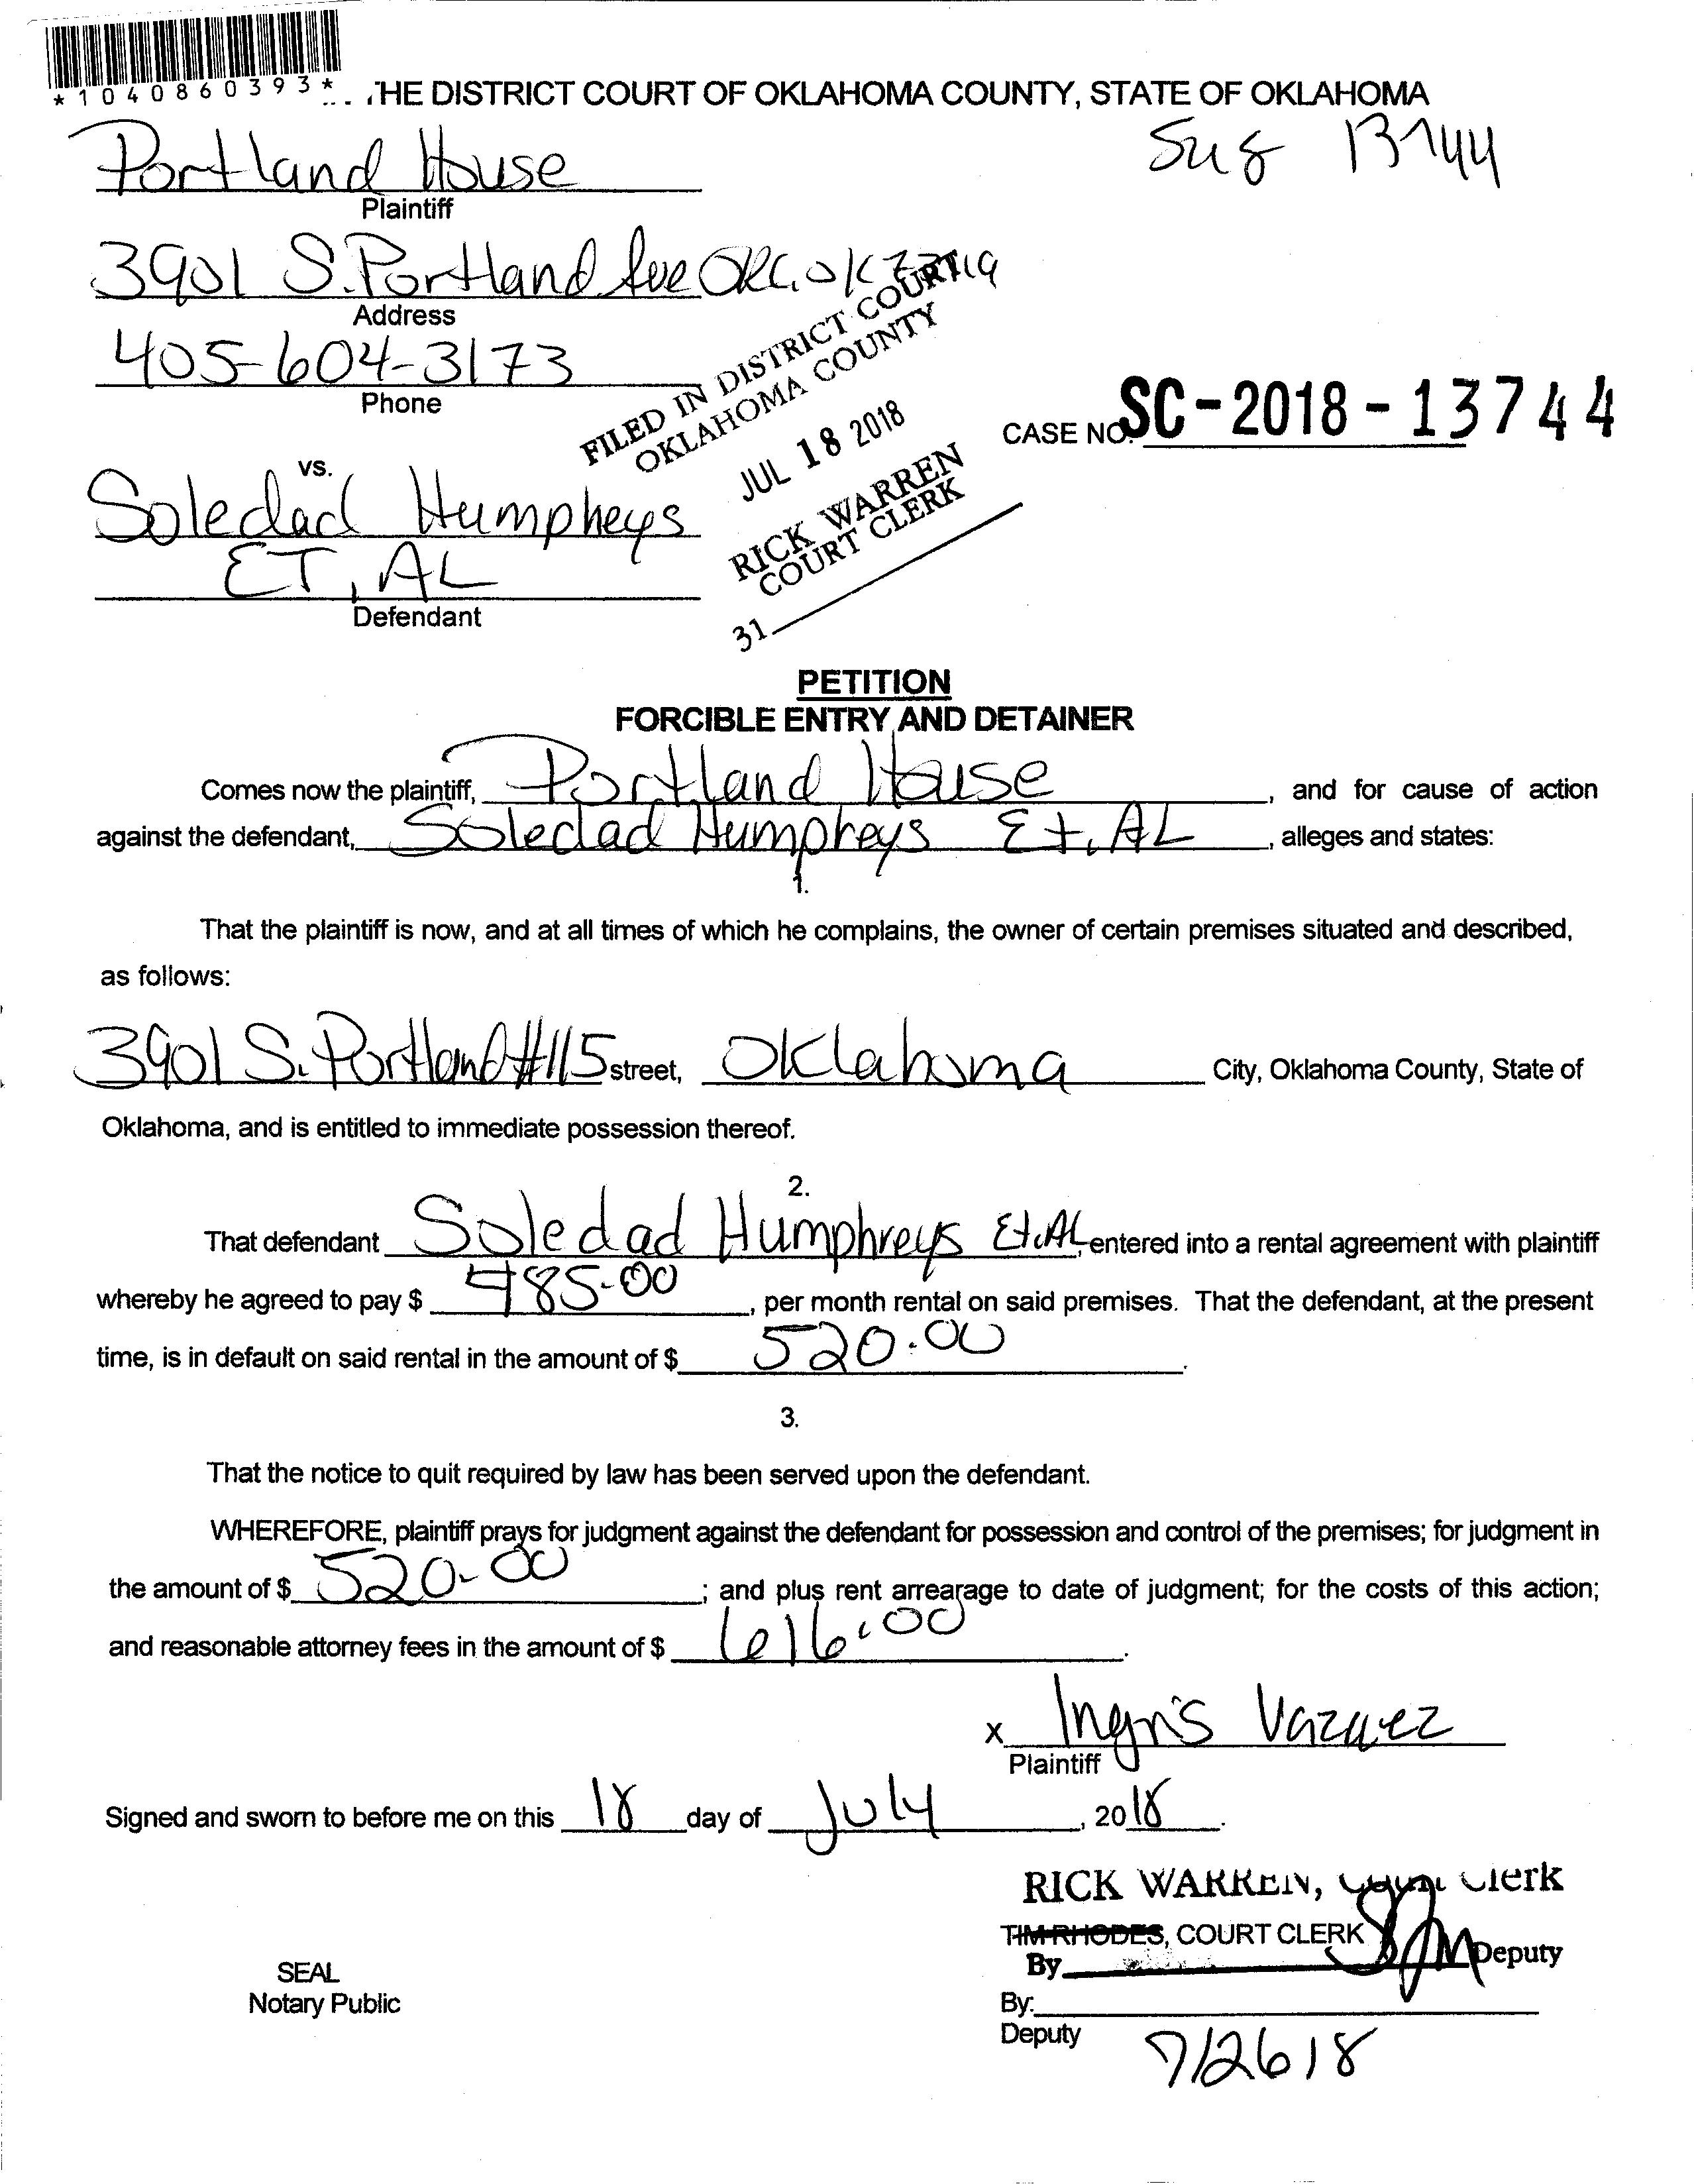 *1040860393*
THE DISTRICT COURT OF OKLAHOMA COUNTY, STATE OF OKLAHOMA
Portland House
Plaintiff
3901 S. Portland Ave OKC, OK
Address
405-604-3173
Phone
FILED IN DISTRICT COURT
OKLAHOMA COUNTY
JUL 18 2018
RICK WARREN
COURT CLERK
31
13744
CASE NO. SC-2018-13744
vs.
Soledad Humpheys
ET, AL
Defendant
PETITION
FORCIBLE ENTRY AND DETAINER
Comes now the plaintiff, Portland House, and for cause of action
against the defendant, Soledad Humpheys Et, AL, alleges and states:
1.
That the plaintiff is now, and at all times of which he complains, the owner of certain premises situated and described,
as follows:
3901 S. Portland #115 street, Oklahoma City, Oklahoma County, State of
Oklahoma, and is entitled to immediate possession thereof.
2.
That defendant Soledad Humphreys Et, AL, entered into a rental agreement with plaintiff
whereby he agreed to pay $ 485.00, per month rental on said premises. That the defendant, at the present
time, is in default on said rental in the amount of $ 520.00.
3.
That the notice to quit required by law has been served upon the defendant.
WHEREFORE, plaintiff prays for judgment against the defendant for possession and control of the premises; for judgment in
the amount of $ 520.00; and plus rent arrearage to date of judgment; for the costs of this action;
and reasonable attorney fees in the amount of $ 616.00.
x Ingris Vazquez
Plaintiff
Signed and sworn to before me on this 18 day of July, 2018.
RICK WARREN, Court Clerk
TIM RHODES, COURT CLERK
By Deputy
SEAL
Notary Public
By:
Deputy
7/26 18